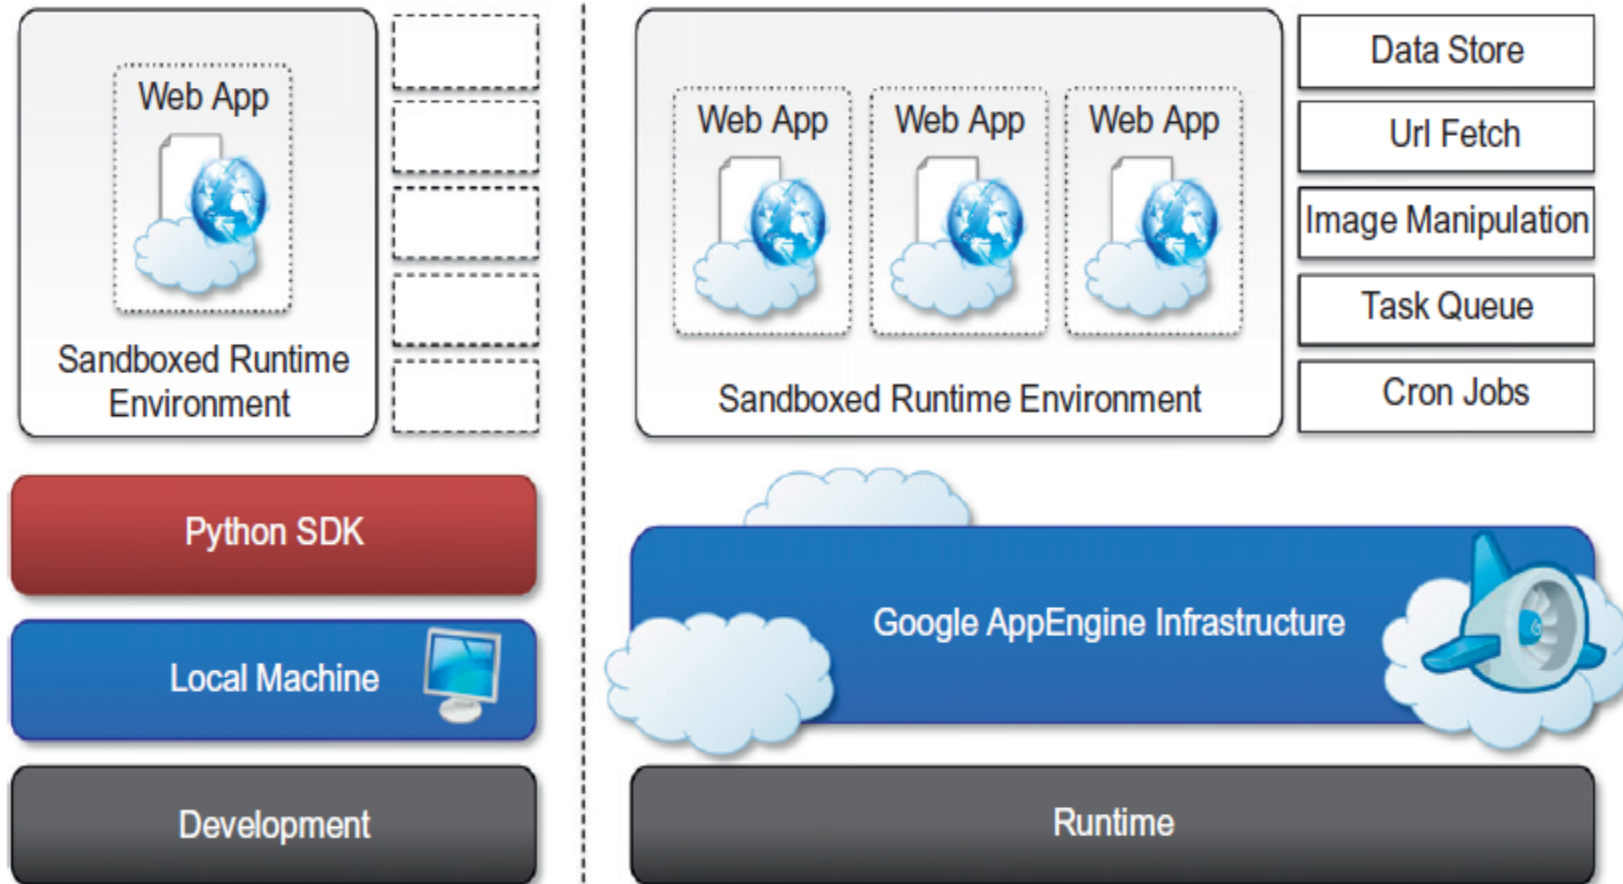 Web App
Sandboxed Runtime
Environment
Python SDK
Local Machine
Development
Web App
Web App
Web App
Sandboxed Runtime Environment
Data Store
Url Fetch
Image Manipulation
Task Queue
Cron Jobs
Google AppEngine Infrastructure
Runtime